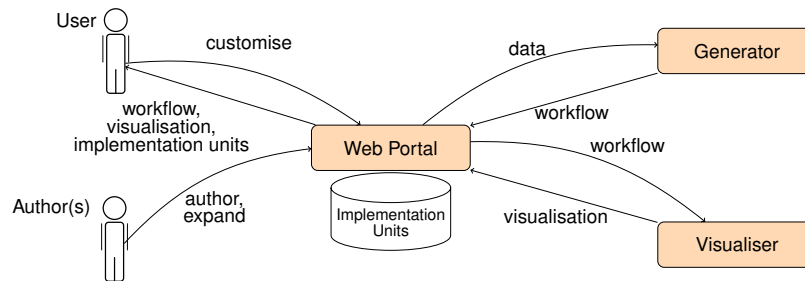 User
customise
data
Generator
workflow,
visualisation,
implementation units
workflow
Web Portal
workflow
Author(s)
author,
expand
Implementation
Units
visualisation
Visualiser